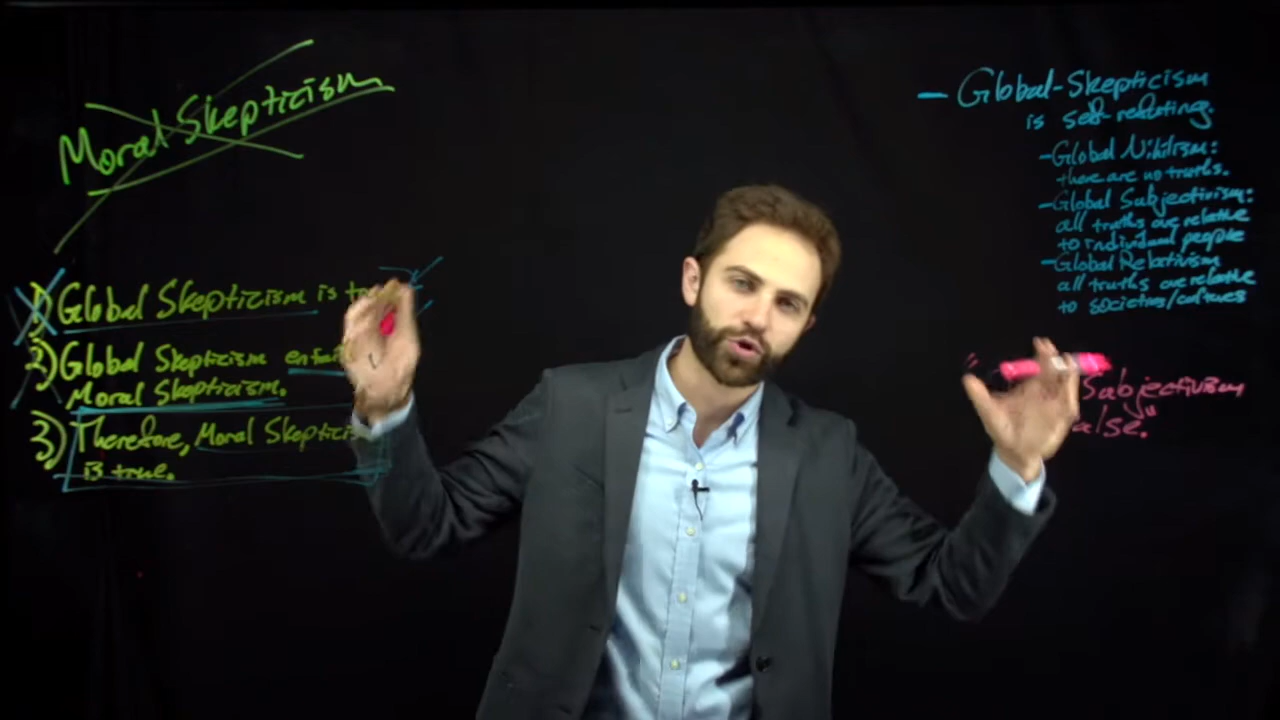 Moral Skepticism
1) Global Skepticism is
2) Global Skepticism
Moral Skepticism.
3) Therefore, Moral
is true.
— Global-Skepticism
is self-refuting.
-Global Nihilism:
there are no truths.
-Global Subjectivism:
all truths are relative
to individual people
-Global Relativism
all truths are relative
to societies/cultures
Subjectivism